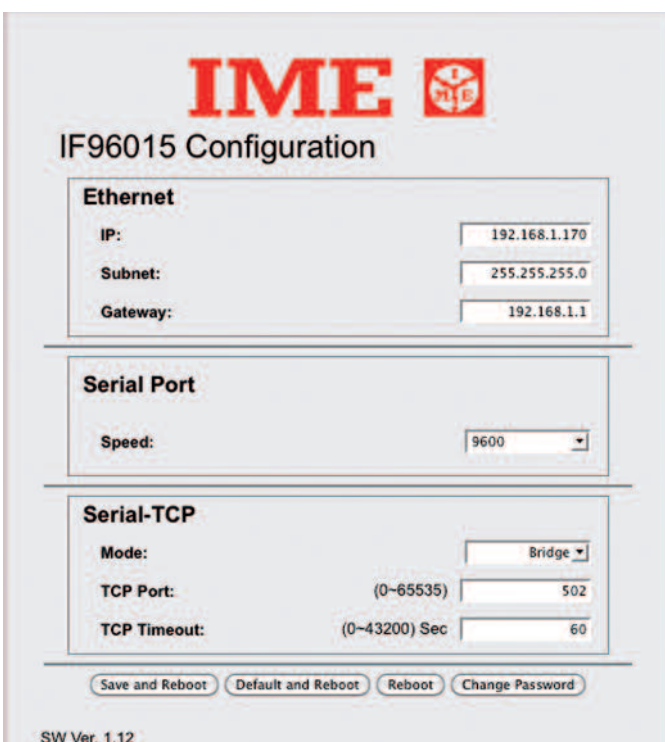 IME I M E
IF96015 Configuration
Ethernet
IP: 192.168.1.170
Subnet: 255.255.255.0
Gateway: 192.168.1.1
Serial Port
Speed: 9600
Serial-TCP
Mode: Bridge
TCP Port: (0~65535) 502
TCP Timeout: (0~43200) Sec 60
Save and Reboot Default and Reboot Reboot Change Password
SW Ver. 1.12